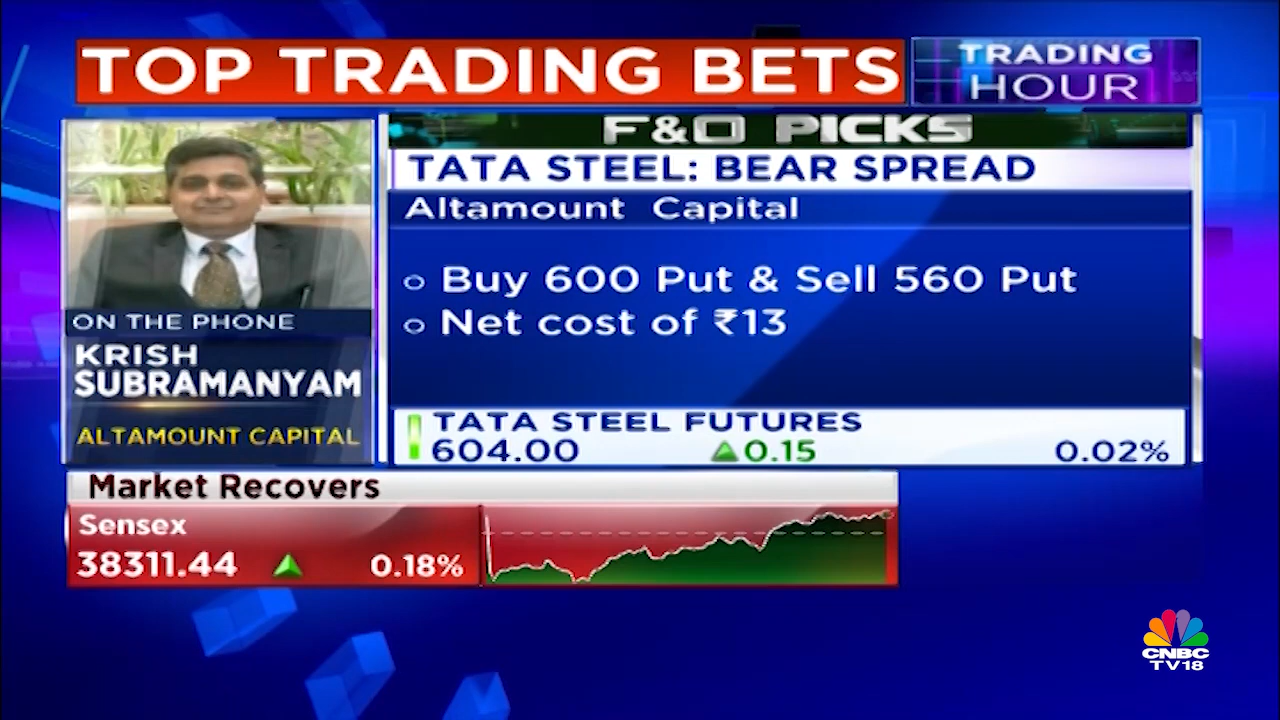 TOP TRADING BETS
TRADING
HOUR
F&O PICKS
TATA STEEL: BEAR SPREAD
Altamount Capital
Buy 600 Put & Sell 560 Put
Net cost of ₹13
ON THE PHONE
KRISH
SUBRAMANYAM
ALTAMOUNT CAPITAL
TATA STEEL FUTURES
604.00 ▲0.15 0.02%
Market Recovers
Sensex
38311.44 ▲ 0.18%
CNBC
TV18